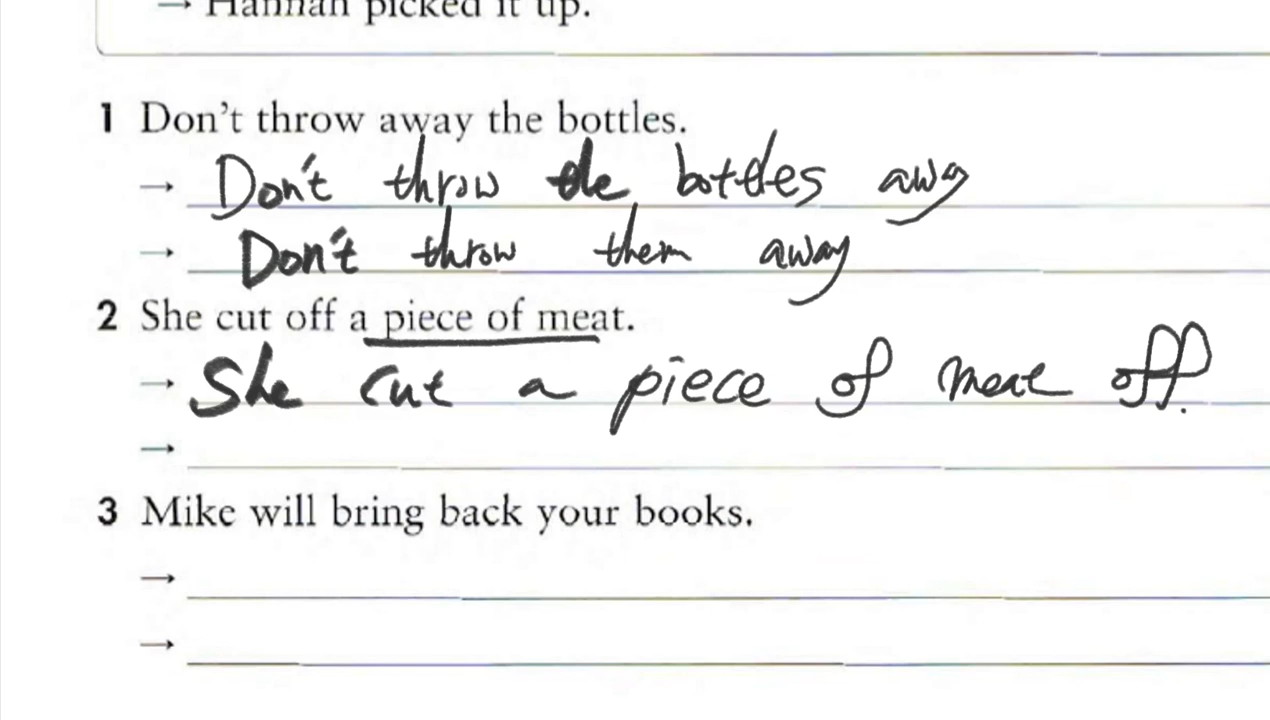 → Hannah picked it up.
1 Don't throw away the bottles.
→ Don't throw the bottles away
→ Don't throw them away
2 She cut off a piece of meat.
→ She cut a piece of meat off.
→
3 Mike will bring back your books.
→
→